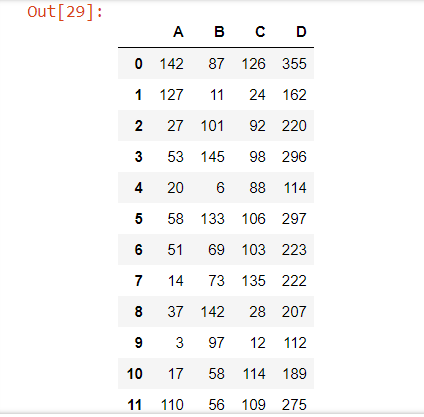 Out[29]:
A B C D
0 142 87 126 355
1 127 11 24 162
2 27 101 92 220
3 53 145 98 296
4 20 6 88 114
5 58 133 106 297
6 51 69 103 223
7 14 73 135 222
8 37 142 28 207
9 3 97 12 112
10 17 58 114 189
11 110 56 109 275